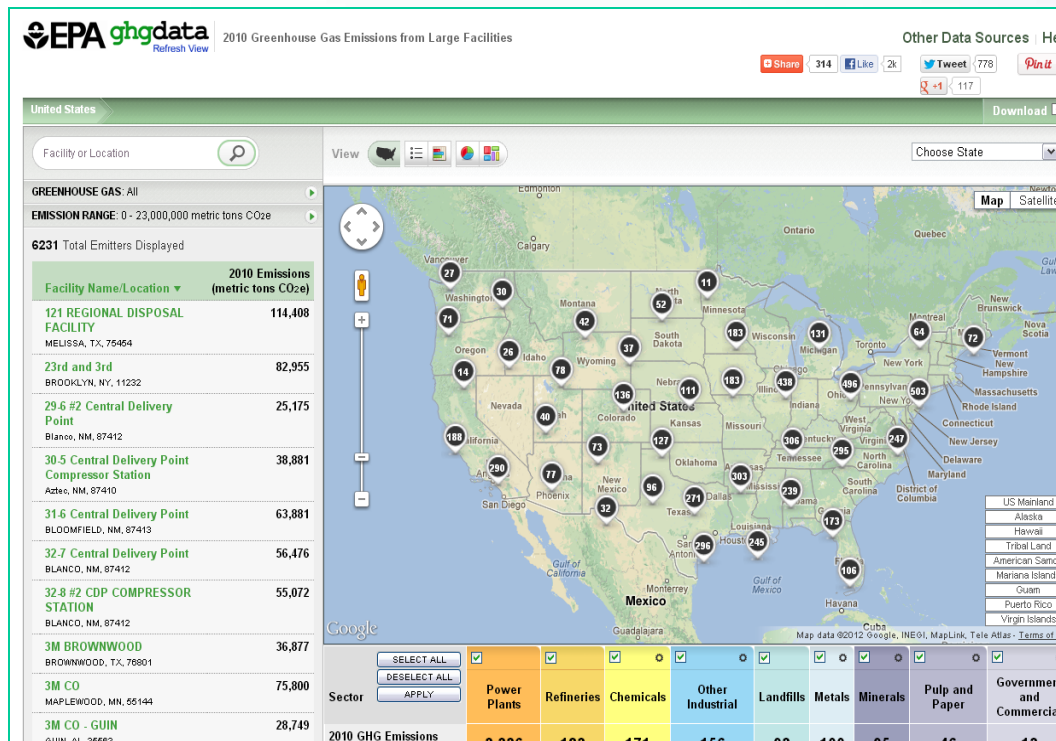 EPA ghgdata
Refresh View
2010 Greenhouse Gas Emissions from Large Facilities
Other Data Sources
Share 314 Like 2k Tweet 778 Pin it
+1 117
United States
Download
Facility or Location
View
Choose State
GREENHOUSE GAS: All
EMISSION RANGE: 0 - 23,000,000 metric tons CO2e
6231 Total Emitters Displayed
Facility Name/Location ▼
2010 Emissions
(metric tons CO2e)
121 REGIONAL DISPOSAL
FACILITY
114,408
MELISSA, TX, 75454
23rd and 3rd
82,955
BROOKLYN, NY, 11232
29-6 #2 Central Delivery
Point
25,175
Blanco, NM, 87412
30-5 Central Delivery Point
Compressor Station
38,881
Aztec, NM, 87410
31-6 Central Delivery Point
63,881
BLOOMFIELD, NM, 87413
32-7 Central Delivery Point
56,476
BLANCO, NM, 87412
32-8 #2 CDP COMPRESSOR
STATION
55,072
BLANCO, NM, 87412
3M BROWNWOOD
36,877
BROWNWOOD, TX, 76801
3M CO
75,800
MAPLEWOOD, MN, 55144
3M CO - GUIN
28,749
Map Satellite
Edmonton
Ontario
Quebec
Calgary
Vancouver
27
30
Washington
11
52
Montana
Minnesota
New
Brunswick
Montreal
Nova
Scotia
71
42
183
Wisconsin
131
64
72
South
Dakota
Michigan
Toronto
Vermont
New
Hampshire
Oregon
26
Idaho
37
Wyoming
New York
14
78
183
438
496
503
Massachusetts
136
111
Rhode Island
Nevada
United States
Indiana
Connecticut
40
Colorado
Kansas
Missouri
West
Virginia
New Jersey
188
73
127
306
295
247
Delaware
Maryland
290
77
Oklahoma
Tennessee
North
Carolina
District of
Columbia
Phoenix
New
Mexico
96
303
South
Carolina
San Diego
32
271
Dallas
239
173
Texas
Louisiana
296
245
106
Gulf of
California
Monterrey
Gulf of
Mexico
Mexico
Havana
Guadalajara
Cuba
US Mainland
Alaska
Hawaii
Tribal Land
American Samo
Mariana Island
Guam
Puerto Rico
Virgin Islands
Google
Map data ©2012 Google, INEGI, MapLink, Tele Atlas - Terms of
SELECT ALL
DESELECT ALL
APPLY
Sector
Power
Plants
Refineries
Chemicals
Other
Industrial
Landfills
Metals
Minerals
Pulp and
Paper
Governmen
and
Commercia
2010 GHG Emissions